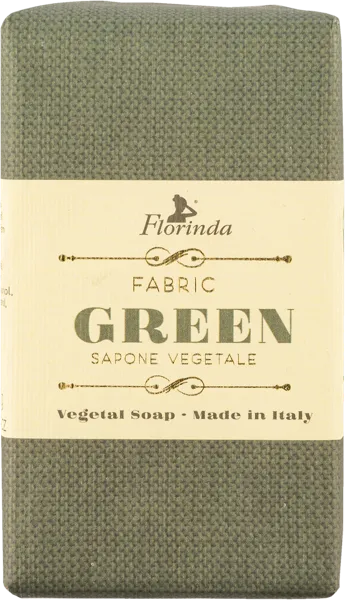 Florinda
FABRIC
GREEN
SAPONE VEGETALE
Vegetal Soap • Made in Italy